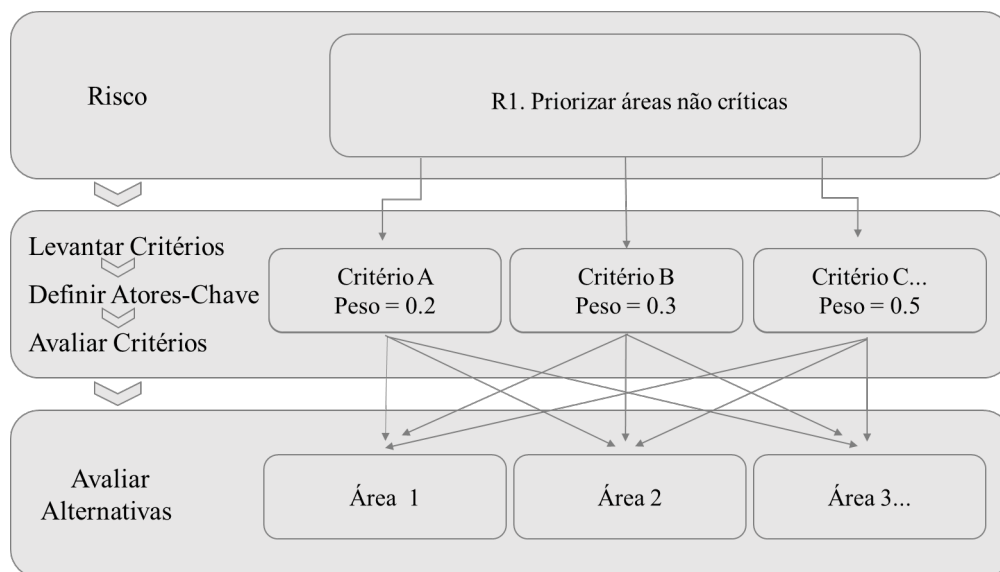 Risco
R1. Priorizar áreas não críticas
Levantar Critérios
Definir Atores-Chave
Avaliar Critérios
Critério A
Peso = 0.2
Critério B
Peso = 0.3
Critério C...
Peso = 0.5
Avaliar
Alternativas
Área 1
Área 2
Área 3...